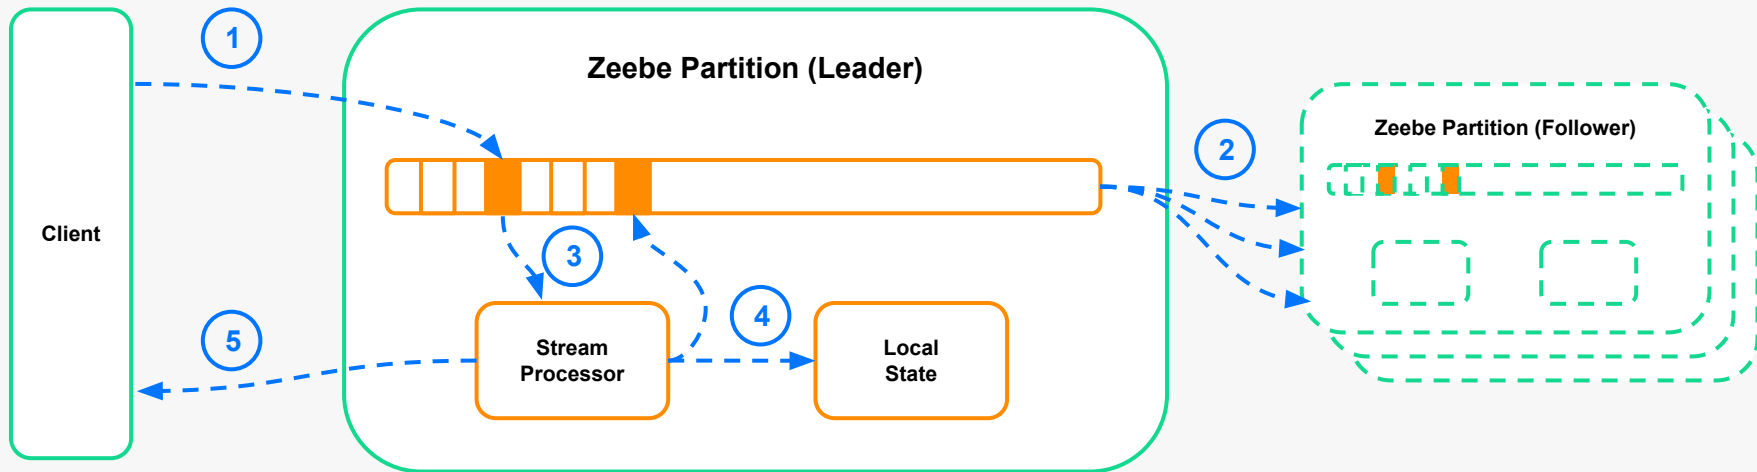 1
Zeebe Partition (Leader)
Zeebe Partition (Follower)
2
Client
3
4
5
Stream
Processor
Local
State